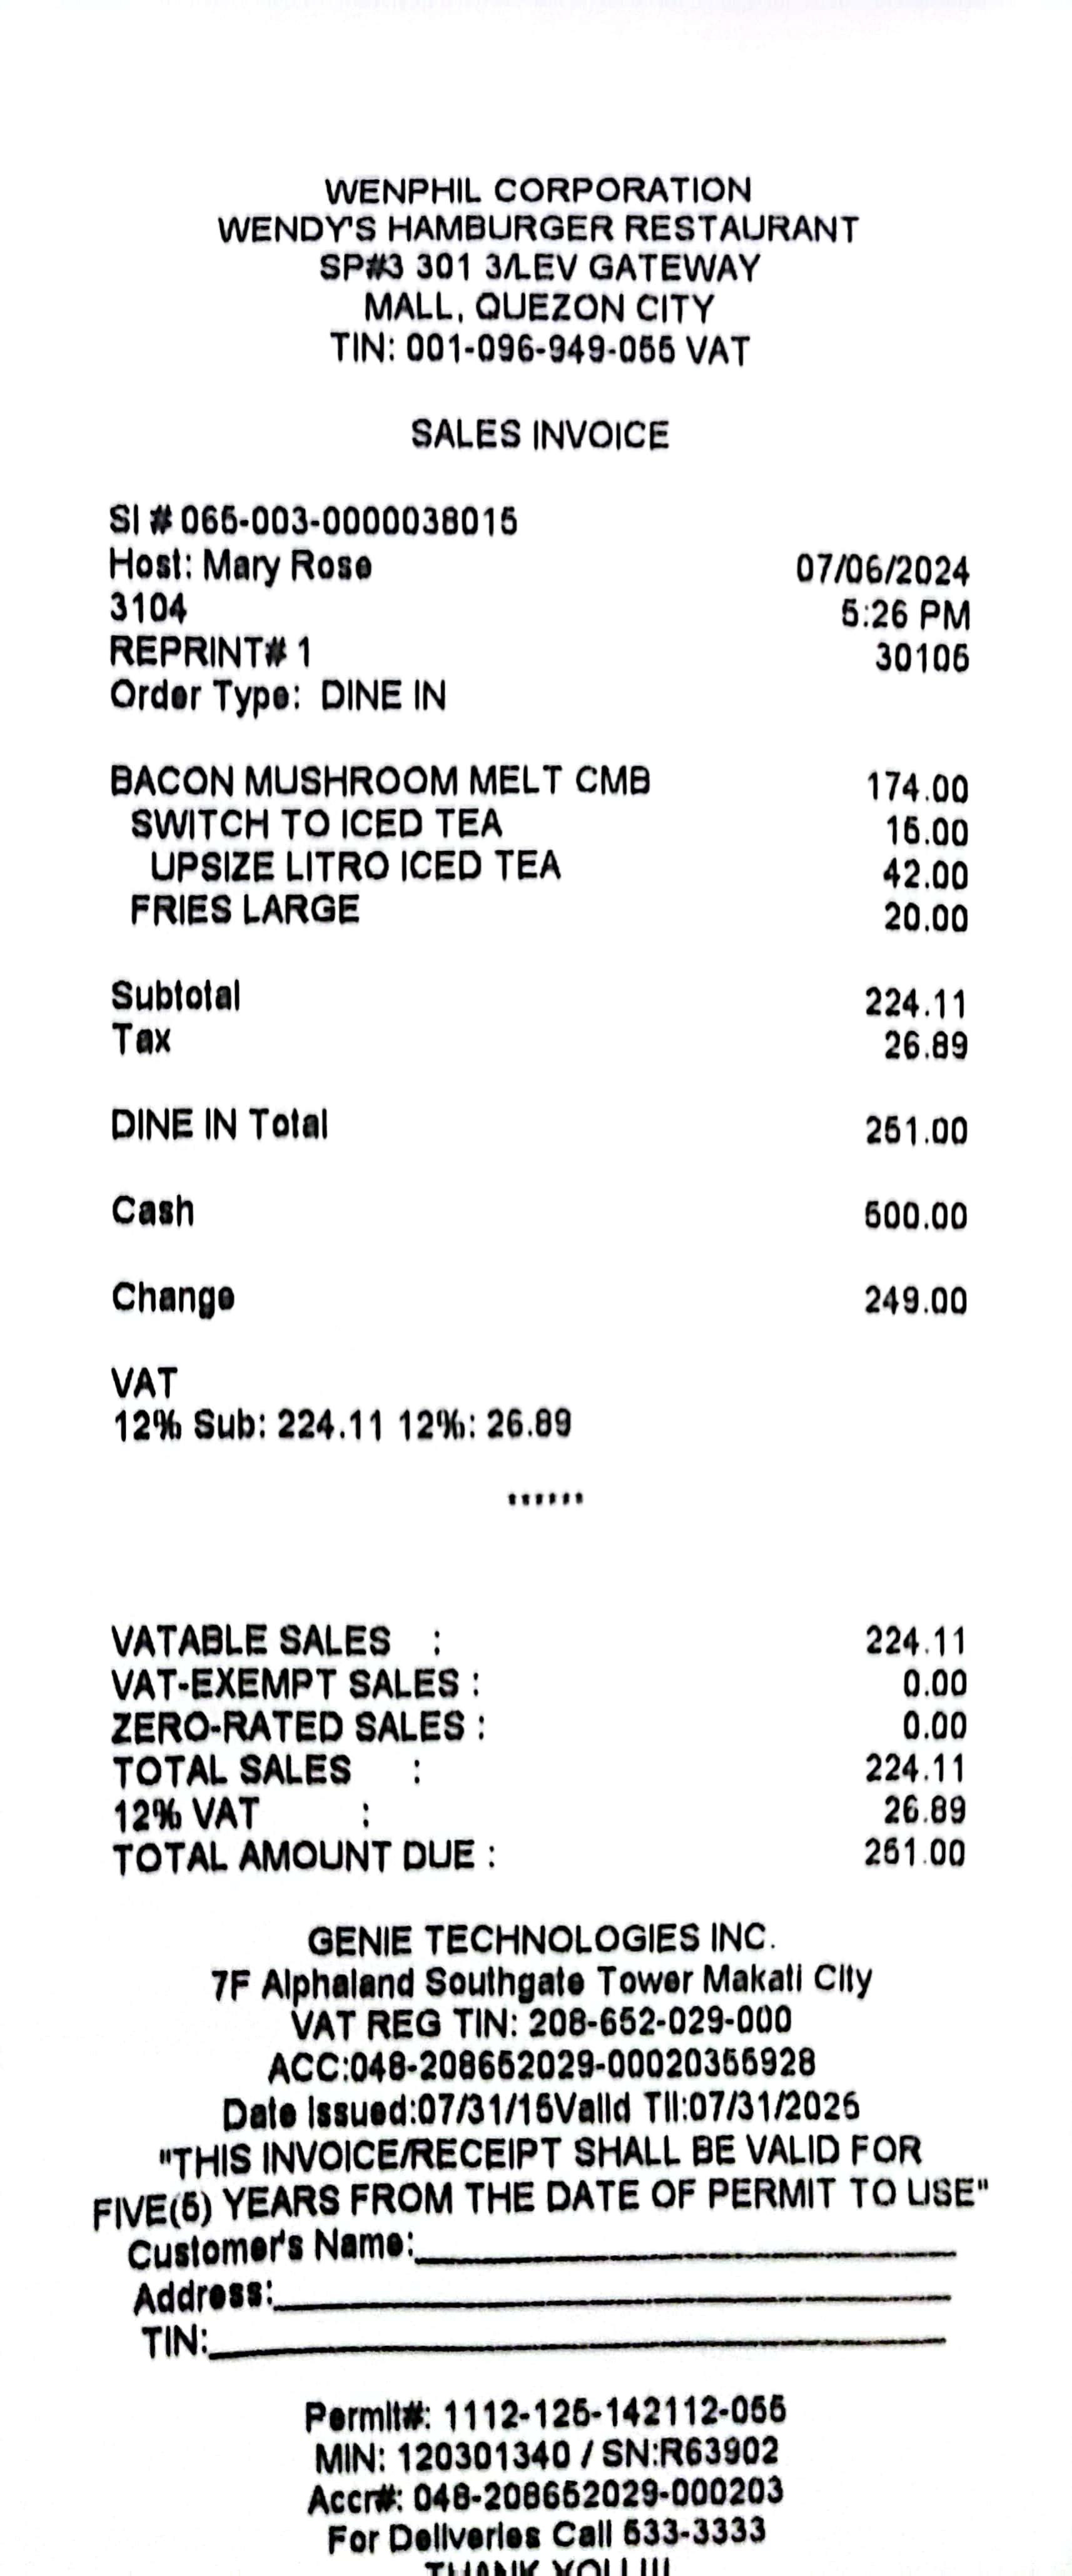 WENPHIL CORPORATION
WENDY'S HAMBURGER RESTAURANT
SP#3 301 3/LEV GATEWAY
MALL, QUEZON CITY
TIN: 001-096-949-055 VAT
SALES INVOICE
SI # 055-003-0000038015
Host: Mary Rose 07/06/2024
3104 5:26 PM
REPRINT# 1 30105
Order Type: DINE IN
BACON MUSHROOM MELT CMB 174.00
SWITCH TO ICED TEA 15.00
UPSIZE LITRO ICED TEA 42.00
FRIES LARGE 20.00
Subtotal 224.11
Tax 26.89
DINE IN Total 251.00
Cash 500.00
Change 249.00
VAT
12% Sub: 224.11 12%: 26.89
******
VATABLE SALES : 224.11
VAT-EXEMPT SALES : 0.00
ZERO-RATED SALES : 0.00
TOTAL SALES : 224.11
12% VAT : 26.89
TOTAL AMOUNT DUE : 251.00
GENIE TECHNOLOGIES INC.
7F Alphaland Southgate Tower Makati City
VAT REG TIN: 208-652-029-000
ACC:048-208652029-00020355928
Date Issued:07/31/15Valid Til:07/31/2025
"THIS INVOICE/RECEIPT SHALL BE VALID FOR
FIVE(5) YEARS FROM THE DATE OF PERMIT TO USE"
Customer's Name:
Address:
TIN:
Permit#: 1112-125-142112-055
MIN: 120301340 / SN:R63902
Accr#: 048-208652029-000203
For Deliveries Call 533-3333
THANK YOU !!!